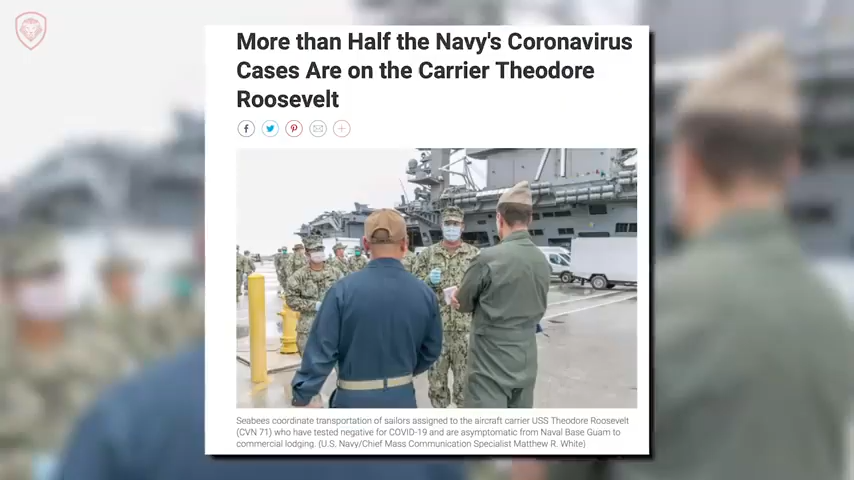 More than Half the Navy's Coronavirus
Cases Are on the Carrier Theodore
Roosevelt
Seabees coordinate transportation of sailors assigned to the aircraft carrier USS Theodore Roosevelt
(CVN 71) who have tested negative for COVID-19 and are asymptomatic from Naval Base Guam to
commercial lodging. (U.S. Navy/Chief Mass Communication Specialist Matthew R. White)